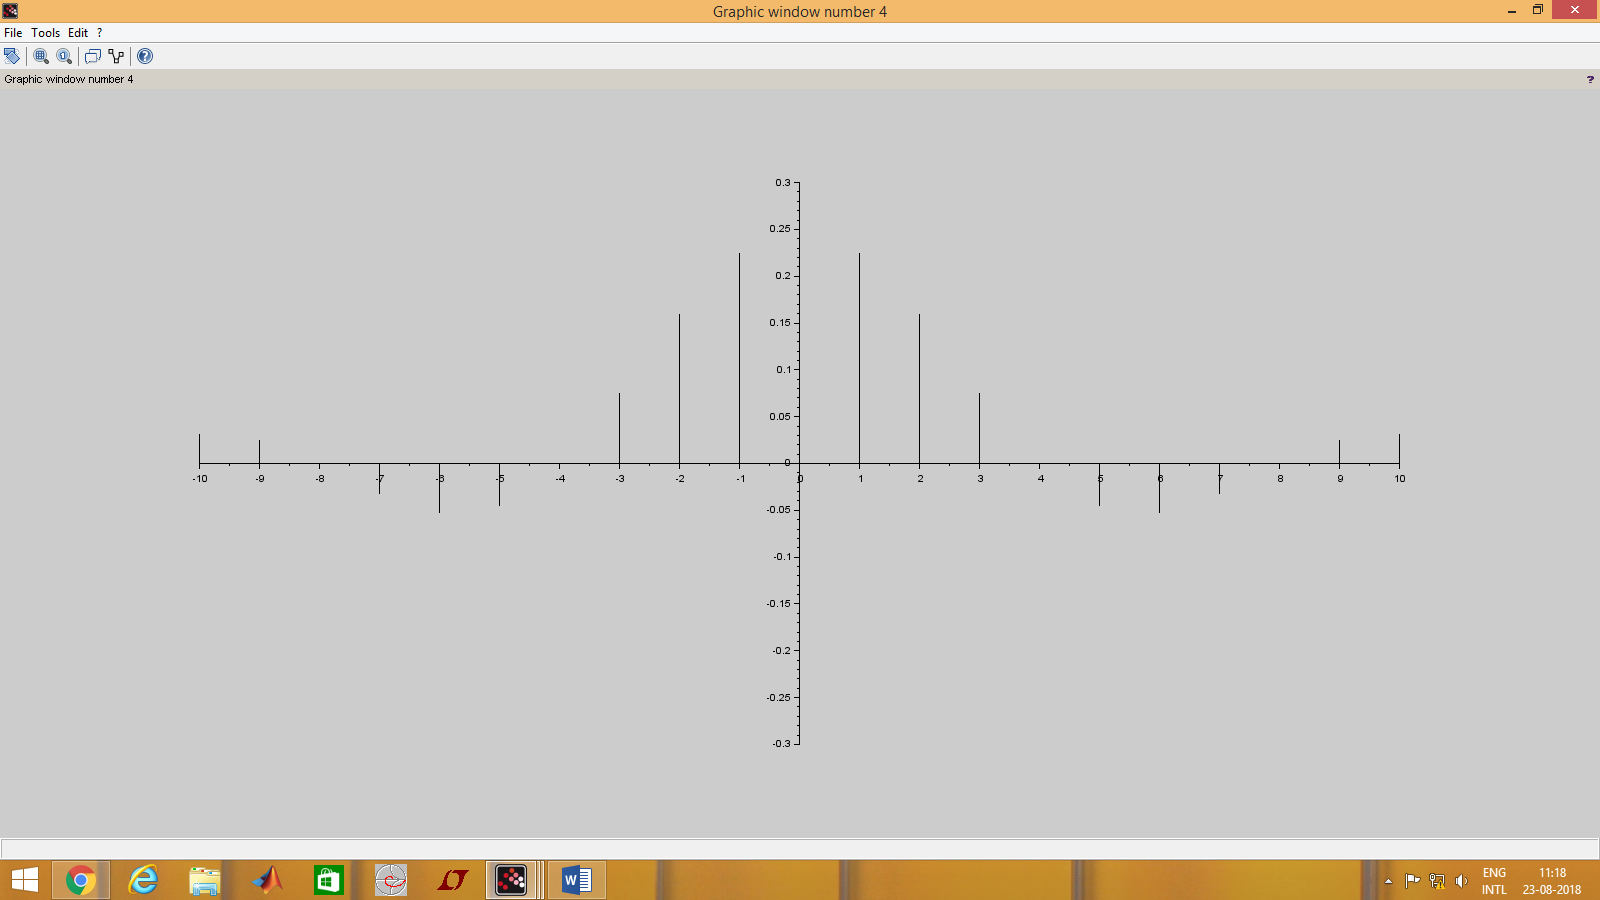 Graphic window number 4
File Tools Edit ?
Graphic window number 4 ?
0.3
0.25
0.2
0.15
0.1
0.05
0
-10 -9 -8 -7 -6 -5 -4 -3 -2 -1 0 1 2 3 4 5 6 7 8 9 10
-0.05
-0.1
-0.15
-0.2
-0.25
-0.3
ENG 11:18
INTL 23-08-2018